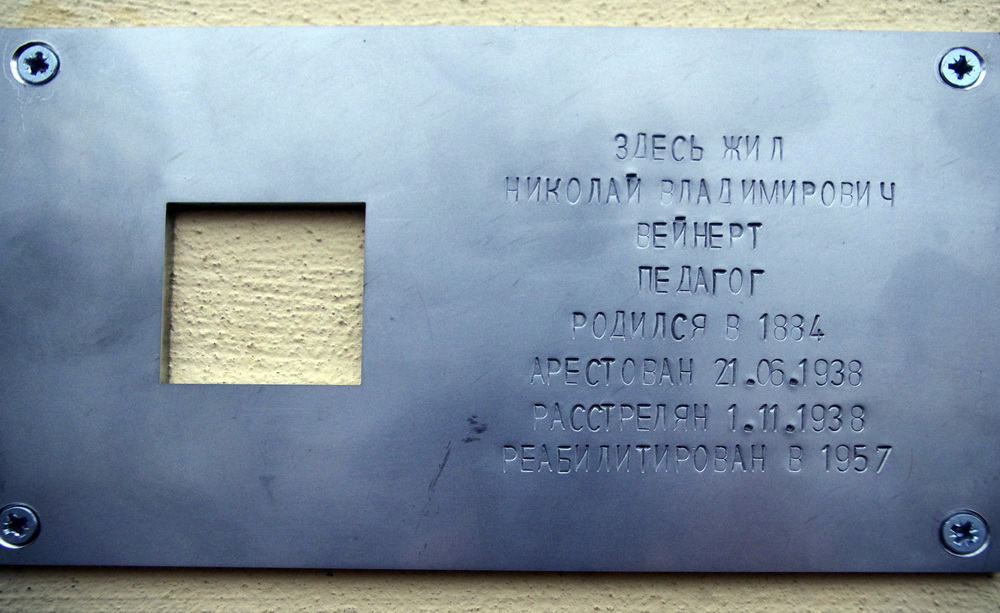 ЗДЕСЬ ЖИЛ
НИКОЛАЙ ВЛАДИМИРОВИЧ
ВЕЙНЕРТ
ПЕДАГОГ
РОДИЛСЯ В 1884
АРЕСТОВАН 21.06.1938
РАССТРЕЛЯН 1.11.1938
РЕАБИЛИТИРОВАН В 1957